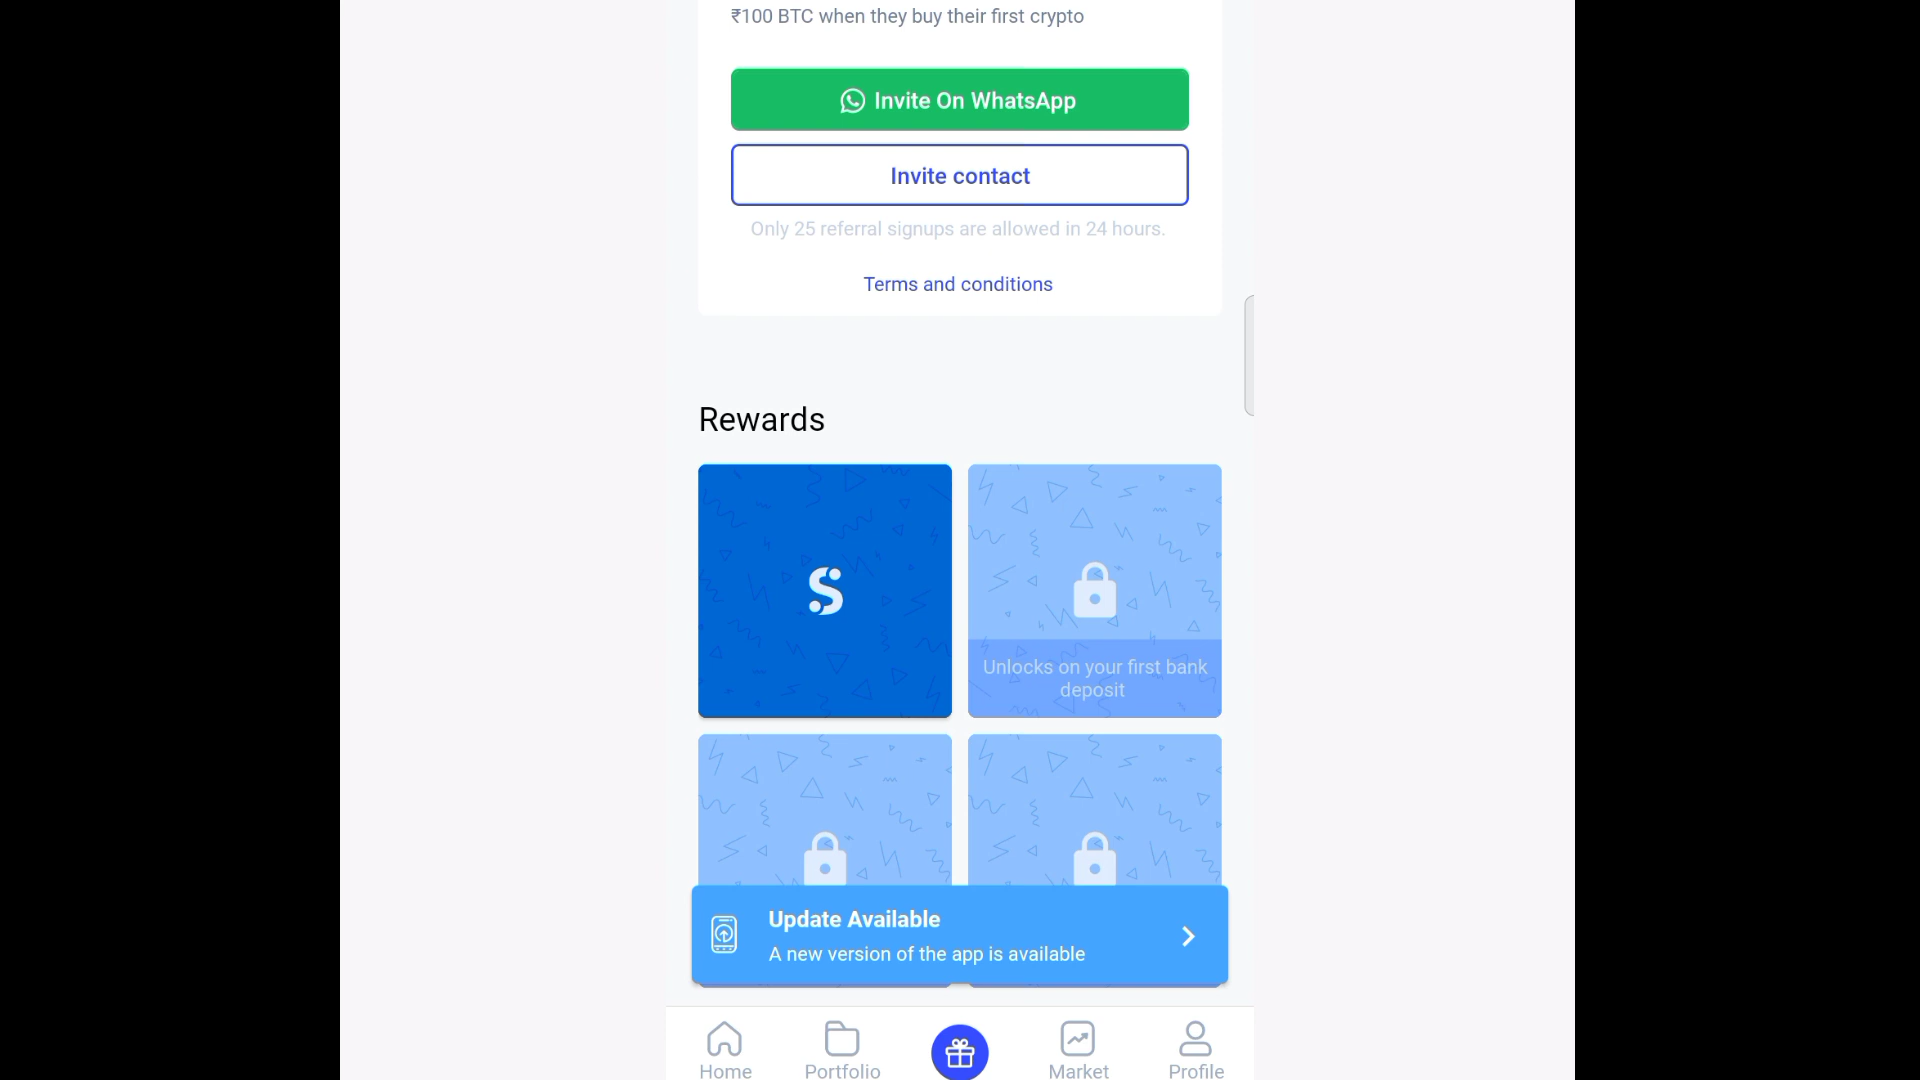 ₹100 BTC when they buy their first crypto
Invite On WhatsApp
Invite contact
Only 25 referral signups are allowed in 24 hours.
Terms and conditions
Rewards
Unlocks on your first bank
deposit
Update Available
A new version of the app is available
Home
Portfolio
Market
Profile